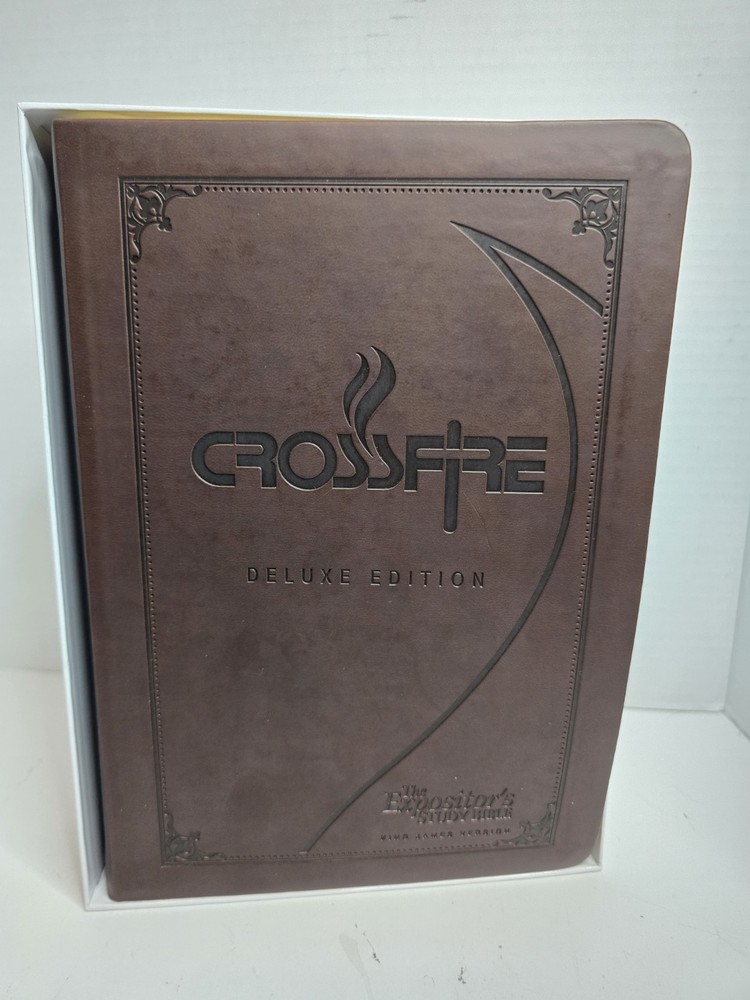 CROSSFIRE
DELUXE EDITION
The
Expositor's
STUDY BIBLE
KING JAMES VERSION